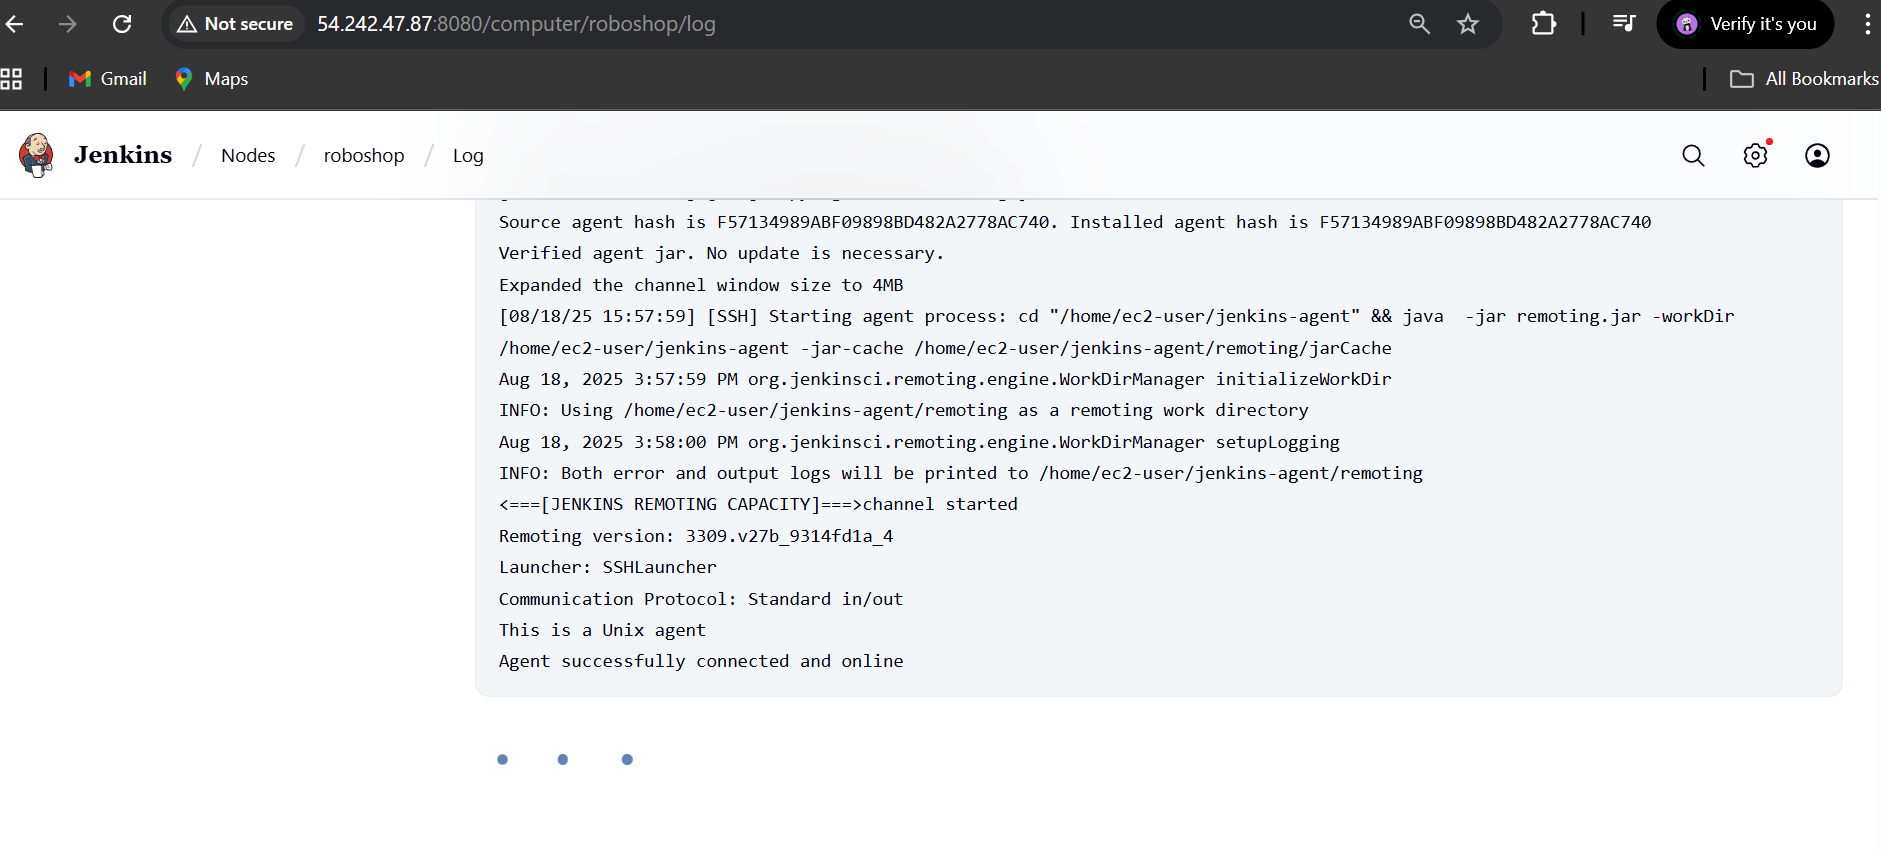 Not secure 54.242.47.87:8080/computer/roboshop/log Verify it's you
Gmail Maps All Bookmarks
Jenkins / Nodes / roboshop / Log
Source agent hash is F57134989ABF09898BD482A2778AC740. Installed agent hash is F57134989ABF09898BD482A2778AC740
Verified agent jar. No update is necessary.
Expanded the channel window size to 4MB
[08/18/25 15:57:59] [SSH] Starting agent process: cd "/home/ec2-user/jenkins-agent" && java  -jar remoting.jar -workDir
/home/ec2-user/jenkins-agent -jar-cache /home/ec2-user/jenkins-agent/remoting/jarCache
Aug 18, 2025 3:57:59 PM org.jenkinsci.remoting.engine.WorkDirManager initializeWorkDir
INFO: Using /home/ec2-user/jenkins-agent/remoting as a remoting work directory
Aug 18, 2025 3:58:00 PM org.jenkinsci.remoting.engine.WorkDirManager setupLogging
INFO: Both error and output logs will be printed to /home/ec2-user/jenkins-agent/remoting
<===[JENKINS REMOTING CAPACITY]===>channel started
Remoting version: 3309.v27b_9314fd1a_4
Launcher: SSHLauncher
Communication Protocol: Standard in/out
This is a Unix agent
Agent successfully connected and online